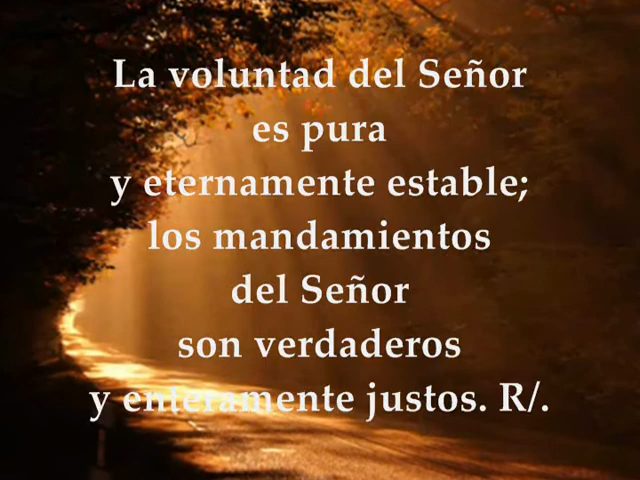 La voluntad del Señor
es pura
y eternamente estable;
los mandamientos
del Señor
son verdaderos
y enteramente justos. R/.